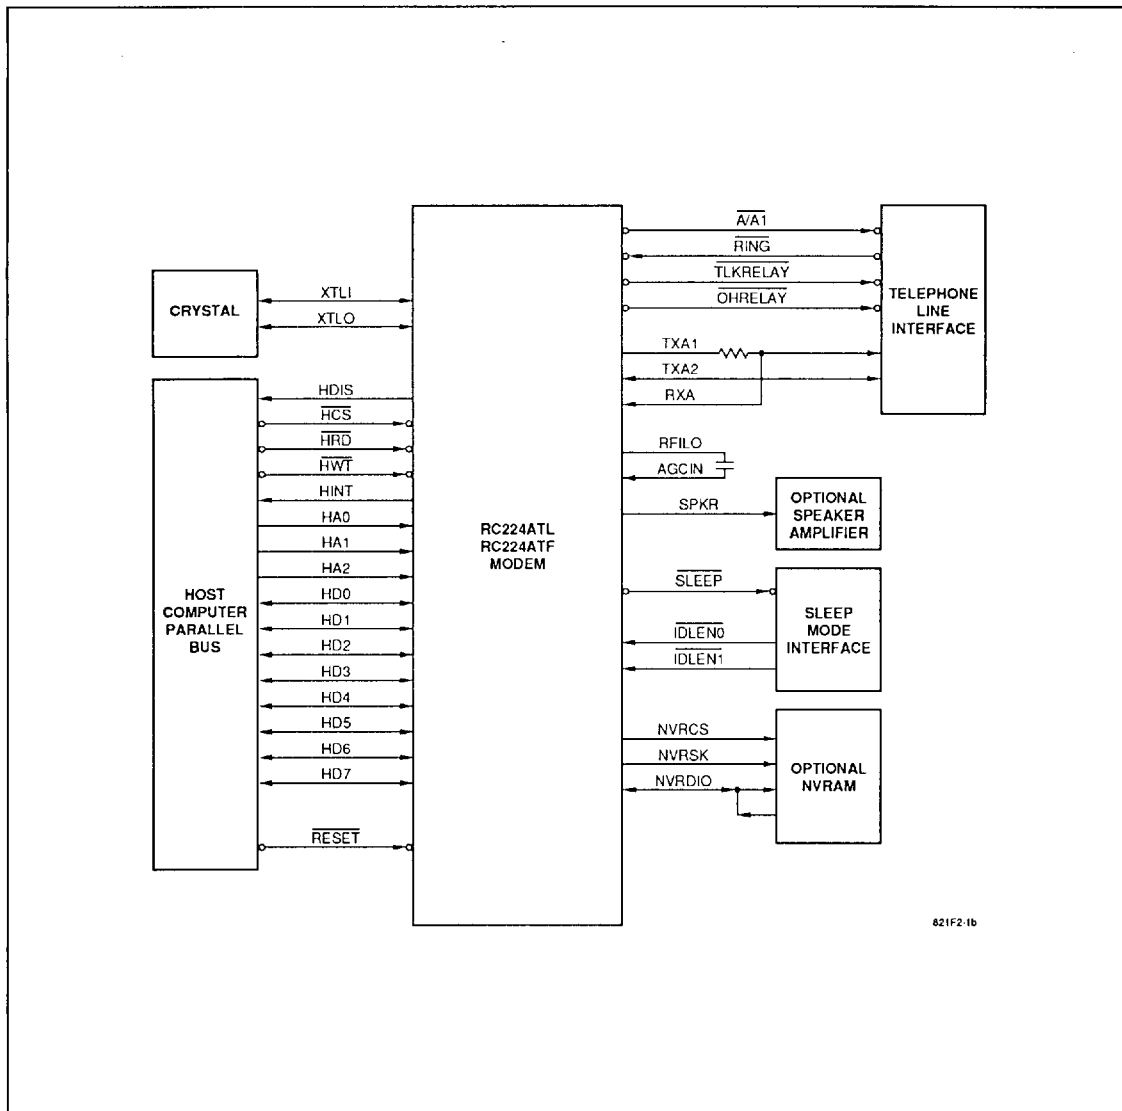 CRYSTAL
XTLI
XTLO
HOST
COMPUTER
PARALLEL
BUS
HDIS
HCS
HRD
HWT
HINT
HA0
HA1
HA2
HD0
HD1
HD2
HD3
HD4
HD5
HD6
HD7
RESET
RC224ATL
RC224ATF
MODEM
A/A1
RING
TLKRELAY
OHRELAY
TXA1
TXA2
RXA
TELEPHONE
LINE
INTERFACE
RFILO
AGCIN
SPKR
OPTIONAL
SPEAKER
AMPLIFIER
SLEEP
IDLEN0
IDLEN1
SLEEP
MODE
INTERFACE
NVRCS
NVRSK
NVRDIO
OPTIONAL
NVRAM
821F2-1b